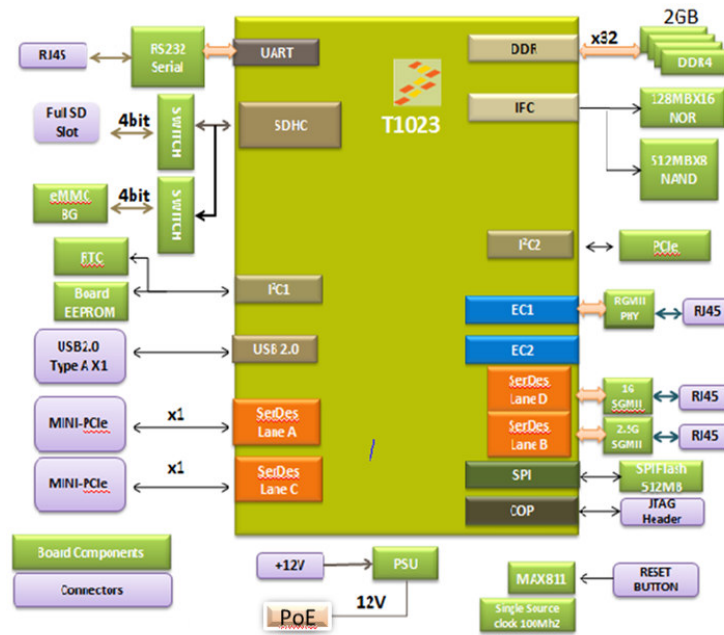 RJ45
RS232
Serial
UART
Full SD
Slot
4bit
SWITCH
SDHC
eMMC
8G
4bit
SWITCH
RTC
Board
EEPROM
I²C1
USB2.0
Type A X1
USB 2.0
MINI-PCIe
x1
SerDes
Lane A
MINI-PCIe
x1
SerDes
Lane C
T1023
DDR
x32
2GB
DDR4
IFC
128MBX16
NOR
512MBX8
NAND
I²C2
PCIe
EC1
RGMII
PHY
RJ45
EC2
SerDes
Lane D
1G
SGMII
RJ45
SerDes
Lane B
2.5G
SGMII
RJ45
SPI
SPIFlash
512MB
COP
JTAG
Header
Board Components
Connectors
+12V
PSU
PoE
12V
MAX811
RESET
BUTTON
Single Source
clock 100Mhz